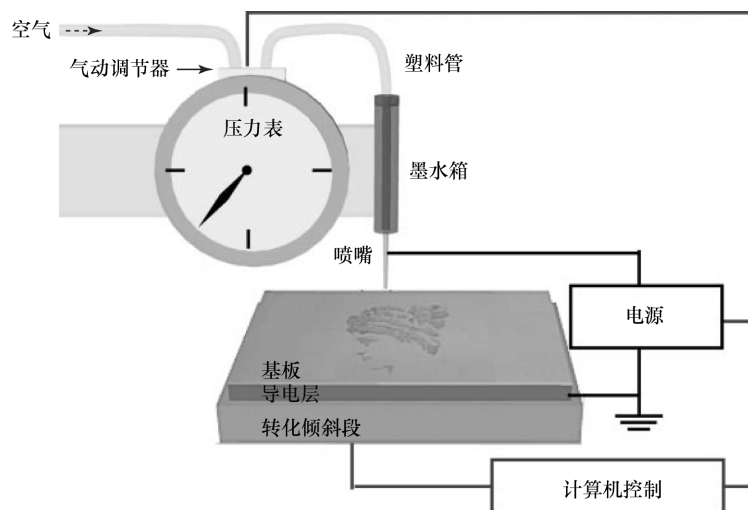 空气
气动调节器
塑料管
压力表
墨水箱
喷嘴
电源
基板
导电层
转化倾斜段
计算机控制